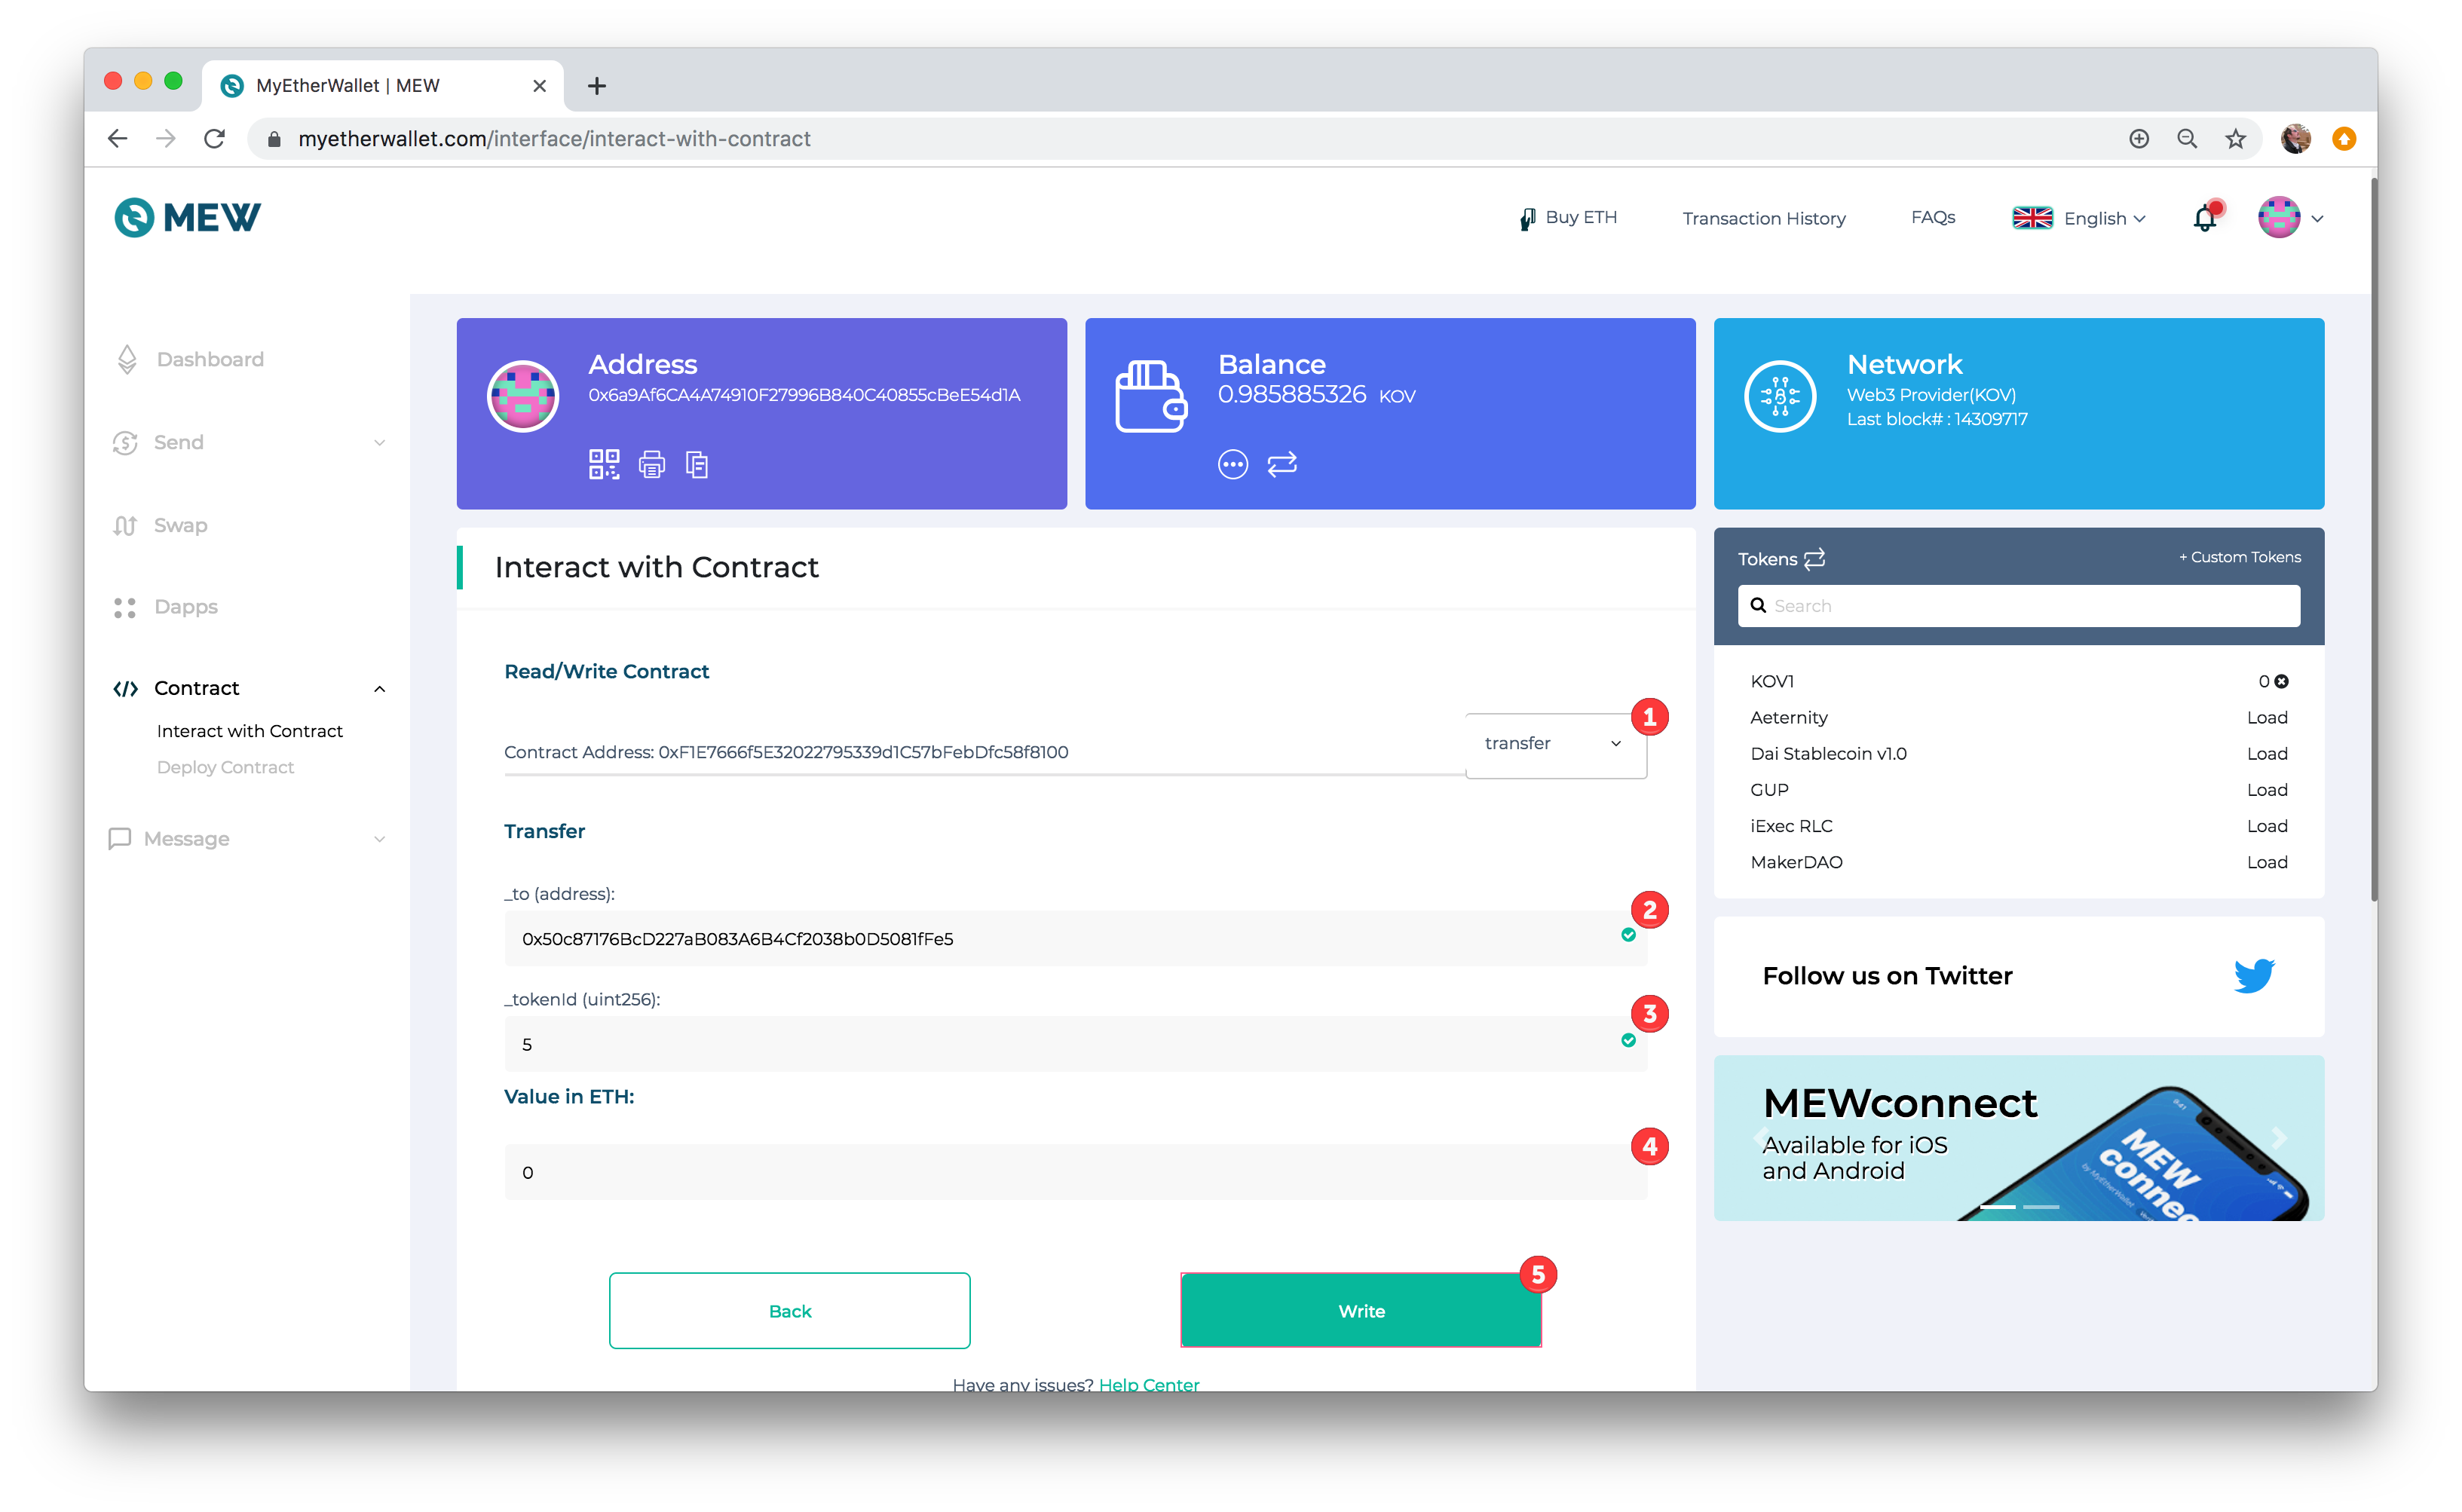 MyEtherWallet | MEW
myetherwallet.com/interface/interact-with-contract
MEW
Buy ETH
Transaction History
FAQs
English
Dashboard
Send
Swap
Dapps
Contract
Interact with Contract
Deploy Contract
Message
Address
0x6a9Af6CA4A74910F27996B840C40855cBeE54d1A
Balance
0.985885326 KOV
Network
Web3 Provider(KOV)
Last block# : 14309717
Interact with Contract
Read/Write Contract
1
Contract Address: 0xF1E7666f5E32022795339d1C57bFebDfc58f8100
transfer
Transfer
_to (address):
2
0x50c87176BcD227aB083A6B4Cf2038b0D5081fFe5
_tokenId (uint256):
3
5
Value in ETH:
4
0
5
Back
Write
Have any issues? Help Center
Tokens
+ Custom Tokens
Search
KOV1 0
Aeternity Load
Dai Stablecoin v1.0 Load
GUP Load
iExec RLC Load
MakerDAO Load
Follow us on Twitter
MEWconnect
Available for iOS
and Android
MEW
connec
by MyEtherWallet